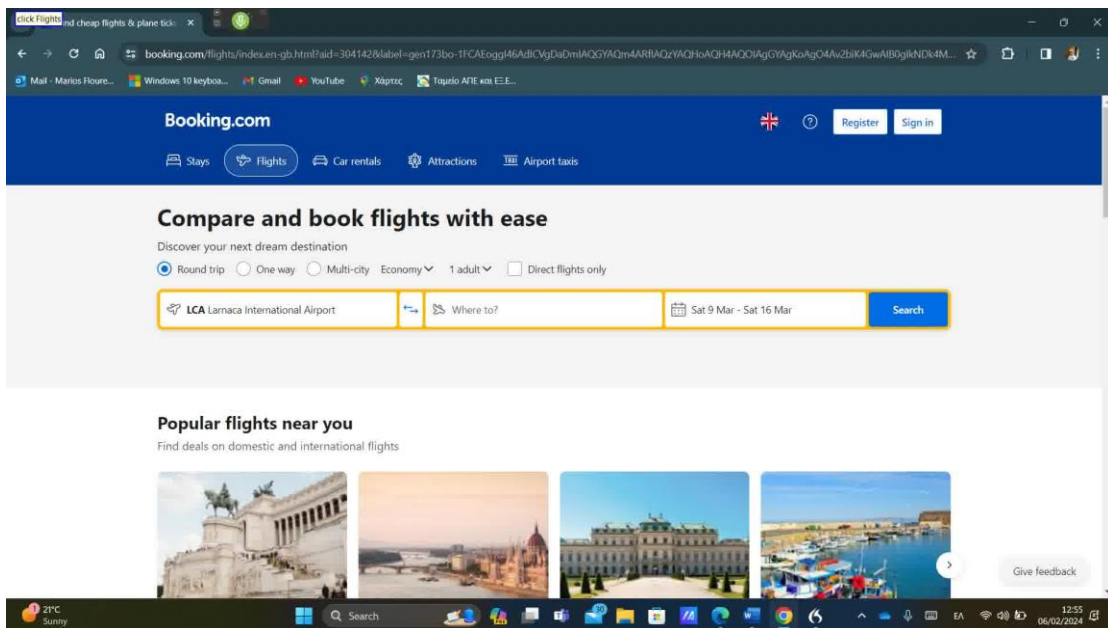 click Flights
nd cheap flights & plane tick
booking.com/flights/index.en-gb.html?aid=304142&label=gen173bo-1FCAEoggI46AdICVgDaDmIAQGYAQm4ARfIAQzYAQHoAQH4AQOIAgGYAgKoAgO4Av2biK4GwAIB0gIkNDk4M...
Mail - Marios Floure...
Windows 10 keyboa...
Gmail
YouTube
Χάρτες
Ταμείο ΑΠΕ και ΕΞ.Ε...
Booking.com
Register
Sign in
Stays
Flights
Car rentals
Attractions
TAXI
Airport taxis
Compare and book flights with ease
Discover your next dream destination
Round trip
One way
Multi-city
Economy
1 adult
Direct flights only
LCA Larnaca International Airport
Where to?
Sat 9 Mar - Sat 16 Mar
Search
Popular flights near you
Find deals on domestic and international flights
Give feedback
1
21°C
Sunny
Search
30
ΕΛ
12:55
06/02/2024